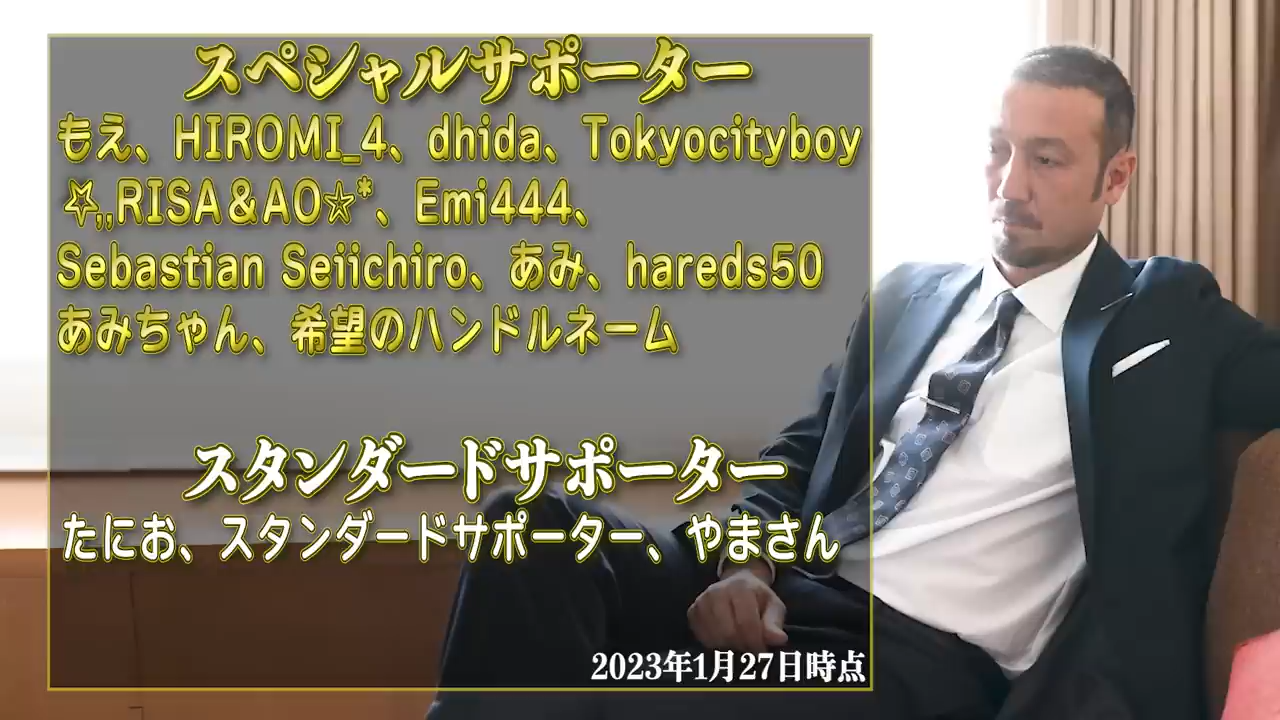 スペシャルサポーター
もえ、HIROMI_4、dhida、Tokyocityboy
✡,,RISA＆AO☆*、Emi444、
Sebastian Seiichiro、あみ、hareds50
あみちゃん、希望のハンドルネーム
スタンダードサポーター
たにお、スタンダードサポーター、やまさん
2023年1月27日時点